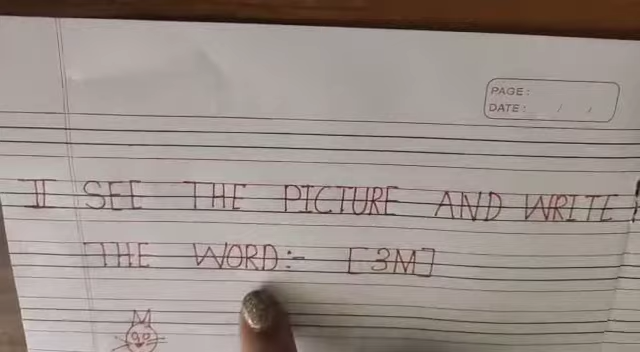 PAGE:
DATE: / /
II SEE THE PICTURE AND WRITE
THE WORD:- [3M]